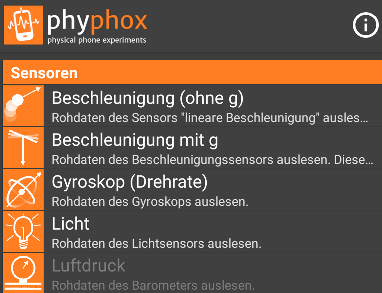 phyphox
physical phone experiments
Sensoren
Beschleunigung (ohne g)
Rohdaten des Sensors "lineare Beschleunigung" ausles...
Beschleunigung mit g
Rohdaten des Beschleunigungssensors auslesen. Diese...
Gyroskop (Drehrate)
Rohdaten des Gyroskops auslesen.
Licht
Rohdaten des Lichtsensors auslesen.
Luftdruck
Rohdaten des Barometers auslesen.